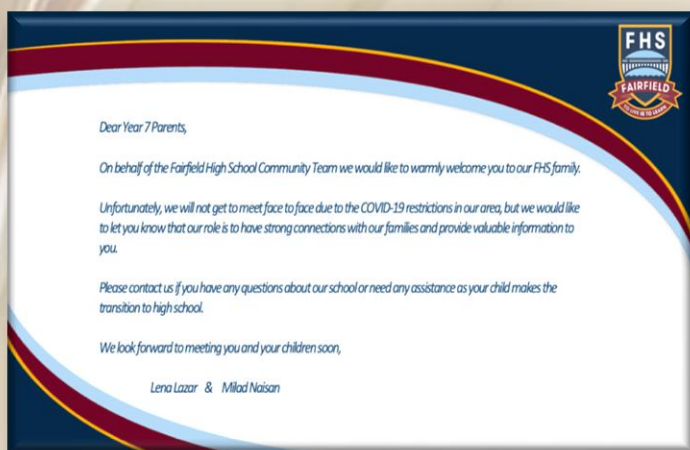 FHS
FAIRFIELD
TO LIVE IS TO LEARN
Dear Year 7 Parents,
On behalf of the Fairfield High School Community Team we would like to warmly welcome you to our FHS family.
Unfortunately, we will not get to meet face to face due to the COVID-19 restrictions in our area, but we would like
to let you know that our role is to have strong connections with our families and provide valuable information to
you.
Please contact us if you have any questions about our school or need any assistance as your child makes the
transition to high school.
We look forward to meeting you and your children soon,
Lena Lazar & Milad Naisan